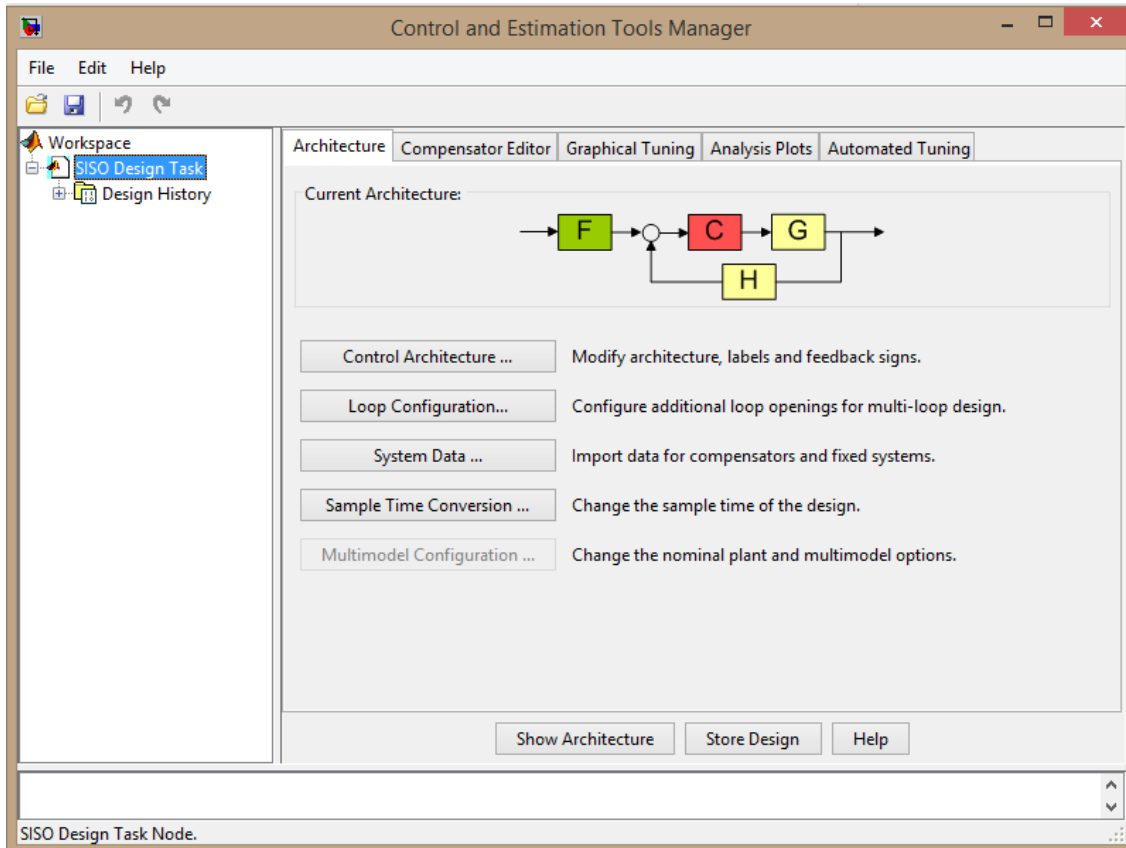 Control and Estimation Tools Manager
File Edit Help
Workspace
SISO Design Task
Design History
Architecture Compensator Editor Graphical Tuning Analysis Plots Automated Tuning
Current Architecture:
F C G
H
Control Architecture ... Modify architecture, labels and feedback signs.
Loop Configuration... Configure additional loop openings for multi-loop design.
System Data ... Import data for compensators and fixed systems.
Sample Time Conversion ... Change the sample time of the design.
Multimodel Configuration ... Change the nominal plant and multimodel options.
Show Architecture Store Design Help
SISO Design Task Node.